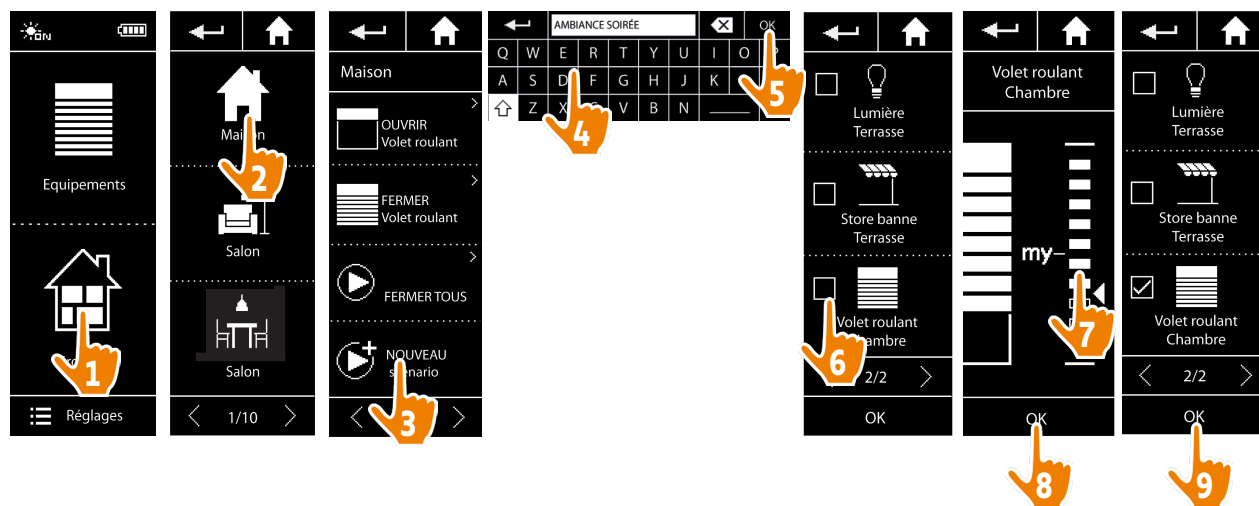 ON
Equipements
1
Réglages
Maison
2
Salon
Salon
1/10
Maison
OUVRIR
Volet roulant
FERMER
Volet roulant
FERMER TOUS
NOUVEAU
scénario
3
AMBIANCE SOIRÉE
OK
Q W E R T Y U I O P
A S D F G H J K
Z X C V B N
4
5
Lumière
Terrasse
Store banne
Terrasse
Volet roulant
Chambre
6
2/2
OK
Volet roulant
Chambre
my
7
OK
8
Lumière
Terrasse
Store banne
Terrasse
Volet roulant
Chambre
2/2
OK
9